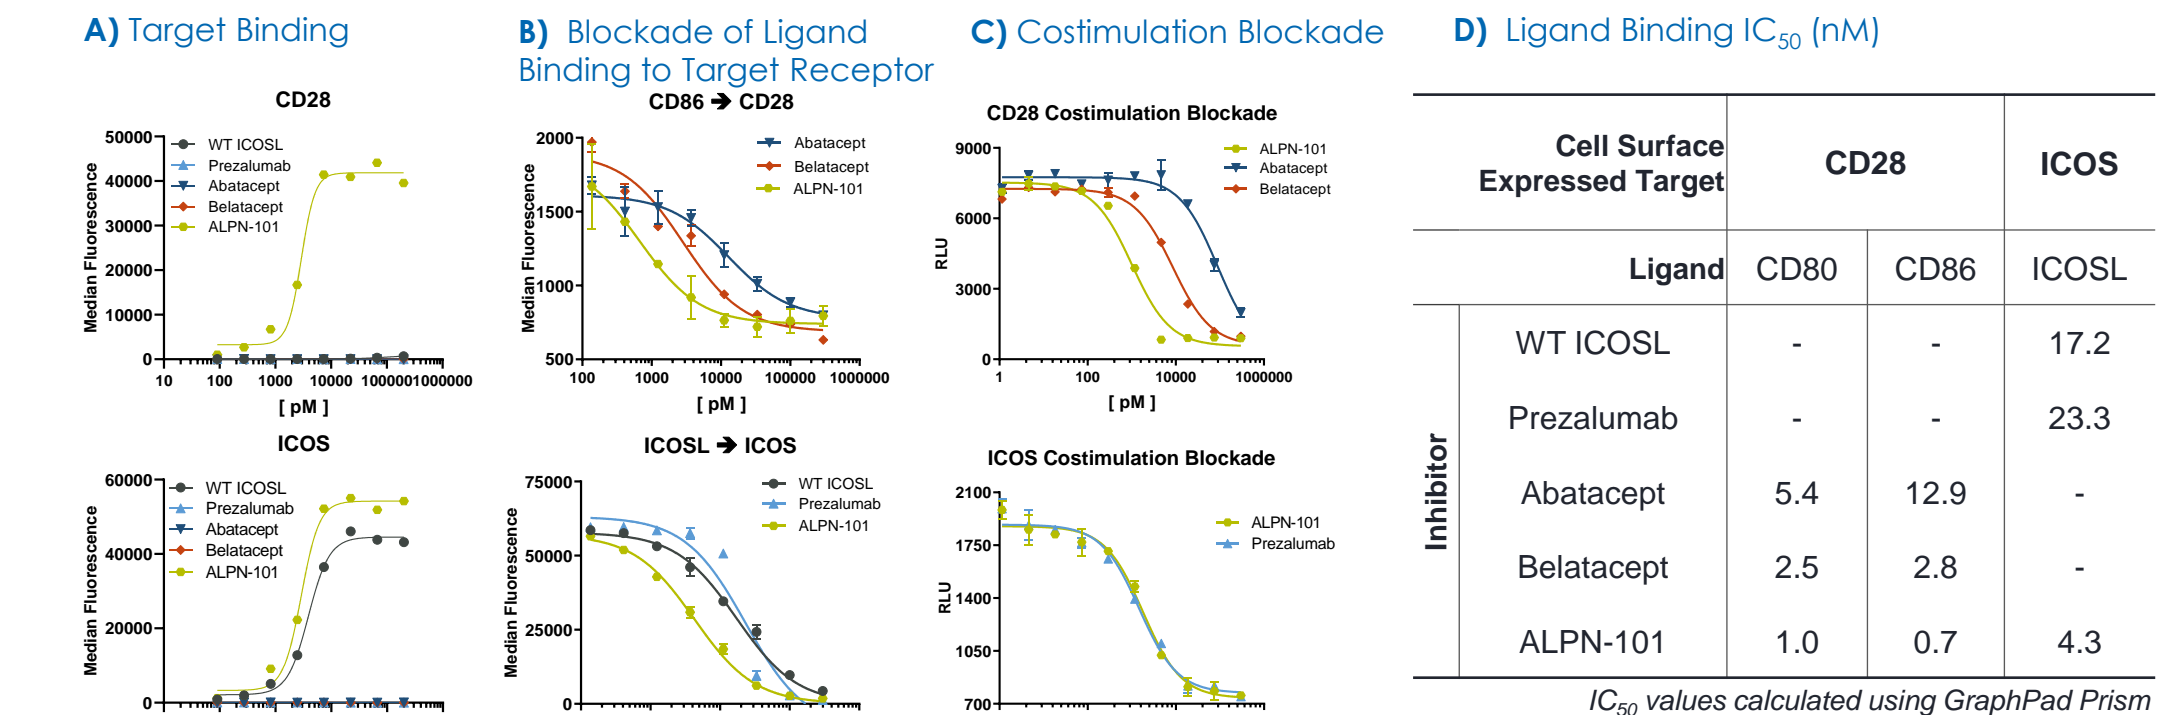 A) Target Binding
CD28
50000
40000
30000
20000
10000
0
Median Fluorescence
WT ICOSL
Prezalumab
Abatacept
Belatacept
ALPN-101
10 100 1000 10000 100000 1000000
[ pM ]
ICOS
60000
40000
20000
0
Median Fluorescence
WT ICOSL
Prezalumab
Abatacept
Belatacept
ALPN-101
B) Blockade of Ligand
Binding to Target Receptor
CD86 ➔ CD28
2000
1500
1000
500
Median Fluorescence
Abatacept
Belatacept
ALPN-101
100 1000 10000 100000 1000000
[ pM ]
ICOSL ➔ ICOS
75000
50000
25000
0
Median Fluorescence
WT ICOSL
Prezalumab
ALPN-101
C) Costimulation Blockade
CD28 Costimulation Blockade
9000
6000
3000
0
RLU
ALPN-101
Abatacept
Belatacept
1 100 10000 1000000
[ pM ]
ICOS Costimulation Blockade
2100
1750
1400
1050
700
RLU
ALPN-101
Prezalumab
D) Ligand Binding IC50 (nM)
Cell Surface
Expressed Target
CD28 ICOS
Ligand CD80 CD86 ICOSL
Inhibitor
WT ICOSL - - 17.2
Prezalumab - - 23.3
Abatacept 5.4 12.9 -
Belatacept 2.5 2.8 -
ALPN-101 1.0 0.7 4.3
IC50 values calculated using GraphPad Prism